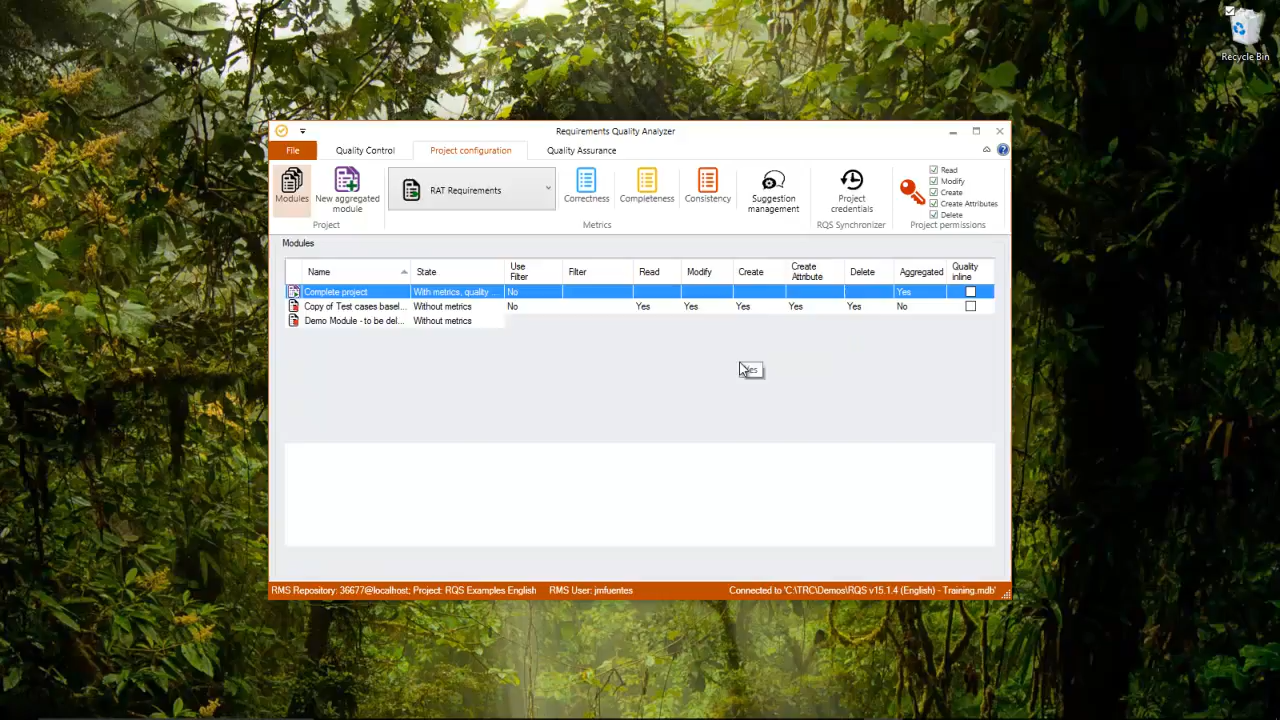 Recycle Bin
Requirements Quality Analyzer
File
Quality Control
Project configuration
Quality Assurance
Modules
New aggregated
module
Project
RAT Requirements
Correctness
Completeness
Consistency
Metrics
Suggestion
management
Project
credentials
RQS Synchronizer
Read
Modify
Create
Create Attributes
Delete
Project permissions
Modules
Name State Use Filter Filter Read Modify Create Create Attribute Delete Aggregated Quality inline
Complete project With metrics, quality ... No Yes
Copy of Test cases basel... Without metrics No Yes Yes Yes Yes Yes No
Demo Module - to be del... Without metrics
RMS Repository: 36677@localhost; Project: RQS Examples English RMS User: jmfuentes Connected to 'C:\TRC\Demos\RQS v15.1.4 (English) - Training.mdb'